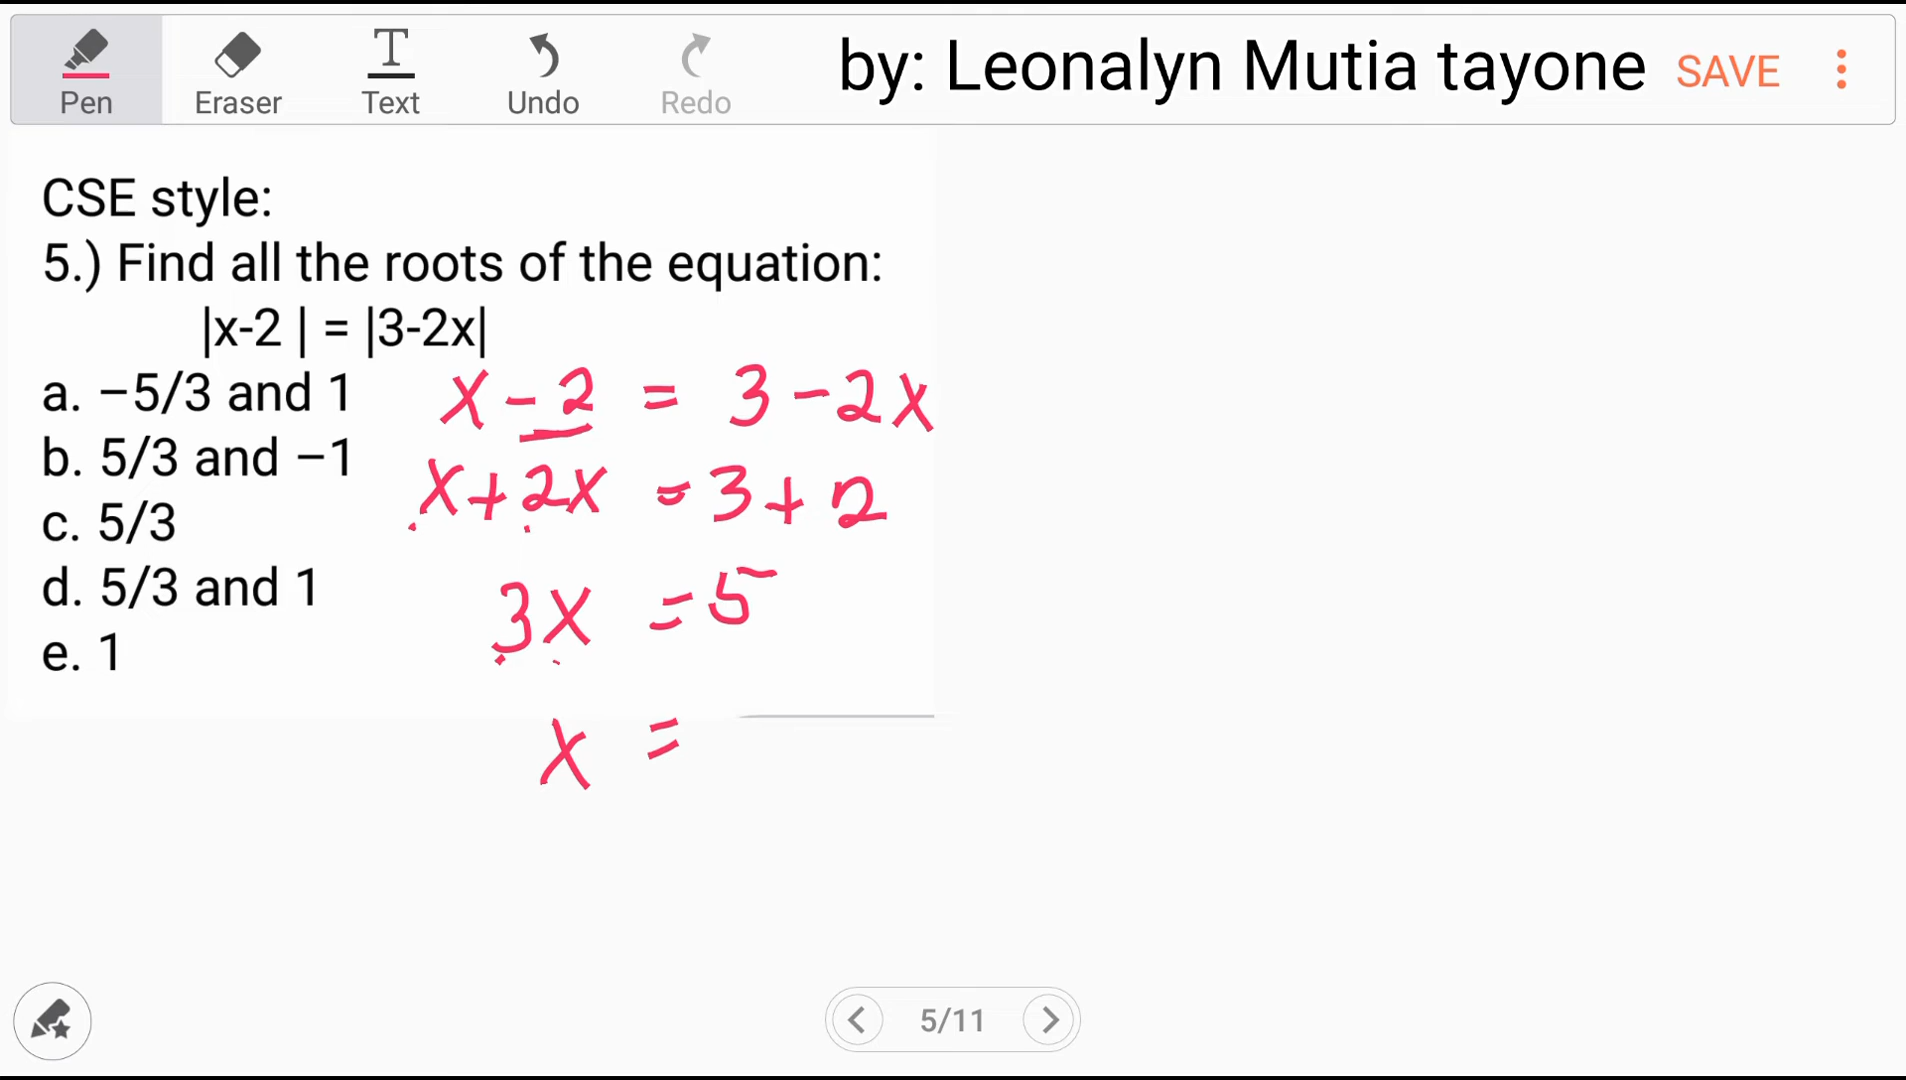 Pen Eraser Text Undo Redo by: Leonalyn Mutia tayone SAVE
CSE style:
5.) Find all the roots of the equation:
|x-2 | = |3-2x|
a. –5/3 and 1
b. 5/3 and –1
c. 5/3
d. 5/3 and 1
e. 1
x - 2 = 3 - 2x
x + 2x = 3 + 2
3x = 5
x =
5/11